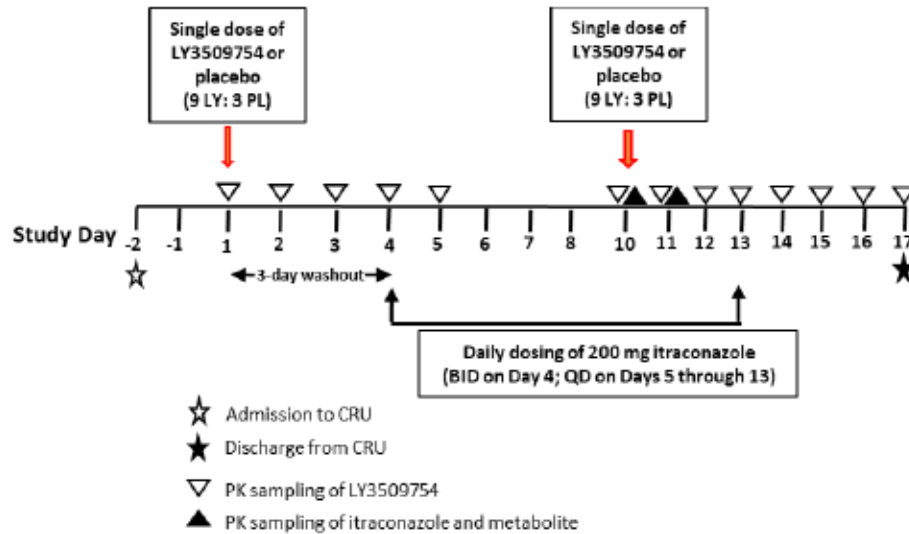 Single dose of
LY3509754 or
placebo
(9 LY: 3 PL)
Single dose of
LY3509754 or
placebo
(9 LY: 3 PL)
Study Day -2 -1 1 2 3 4 5 6 7 8 10 11 12 13 14 15 16 17
3-day washout
Daily dosing of 200 mg itraconazole
(BID on Day 4; QD on Days 5 through 13)
Admission to CRU
Discharge from CRU
PK sampling of LY3509754
PK sampling of itraconazole and metabolite